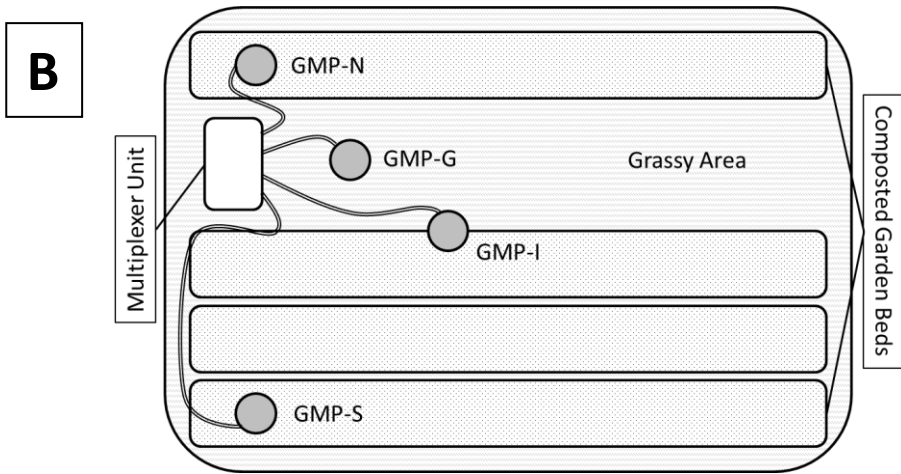 B
GMP-N
GMP-G
Grassy Area
GMP-I
GMP-S
Multiplexer Unit
Composted Garden Beds